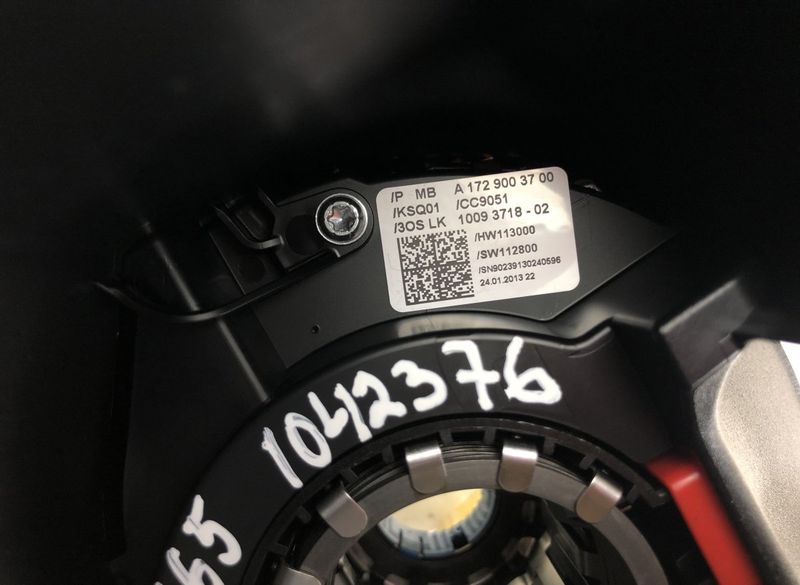 /P MB A 172 900 37 00
/KSQ01 /CC9051
/3OS LK 1009 3718 - 02
/HW113000
/SW112800
/SN90239130240596
24.01.2013 22
1042376